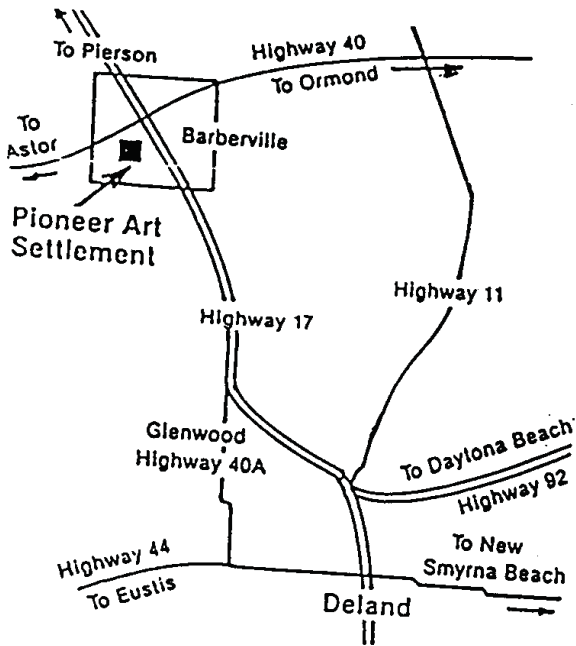 To Pierson
Highway 40
To Ormond
To
Astor
Barberville
Pioneer Art
Settlement
Highway 11
Highway 17
Glenwood
Highway 40A
To Daytona Beach
Highway 92
Highway 44
To Eustis
To New
Smyrna Beach
Deland